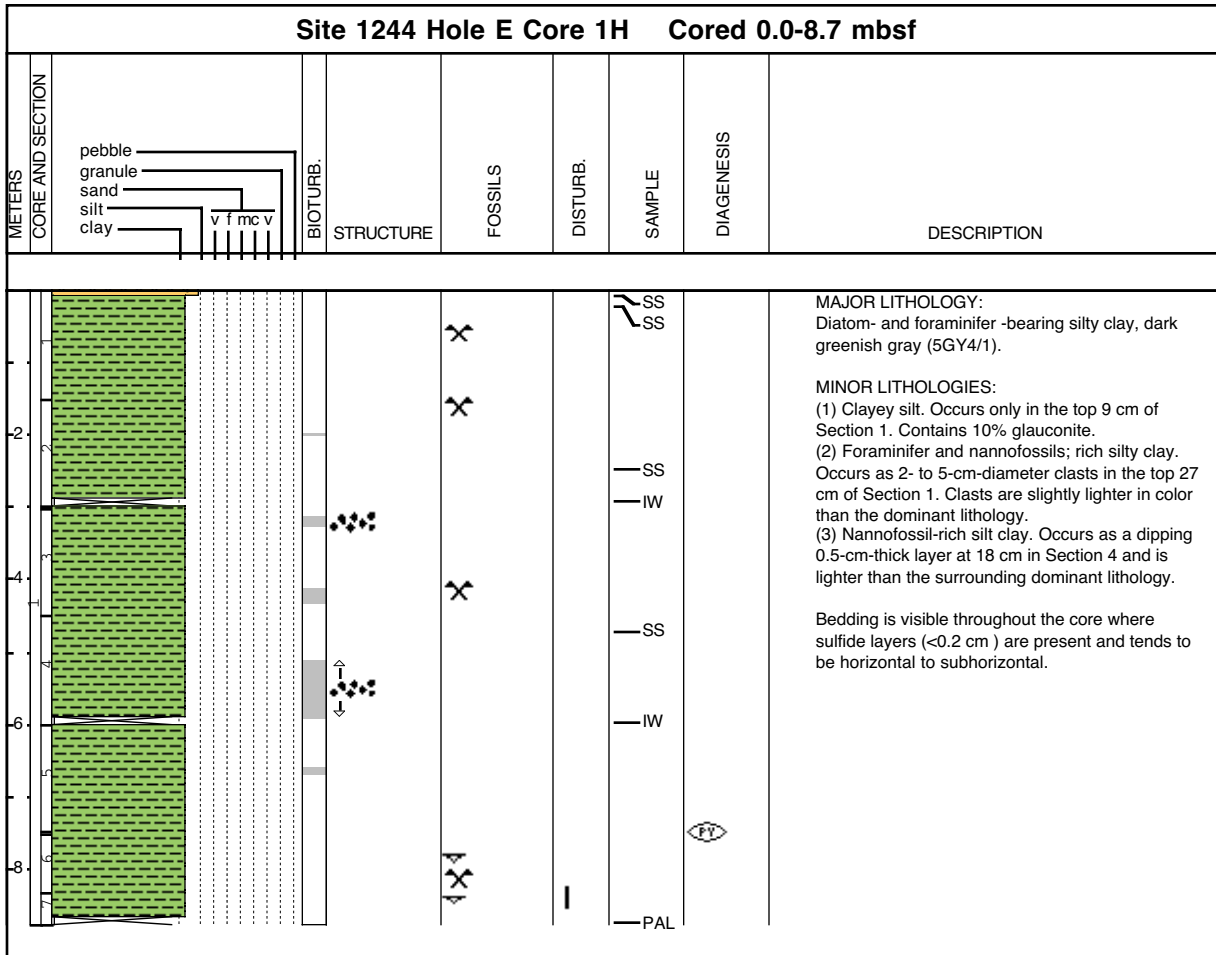 Site 1244 Hole E Core 1H Cored 0.0-8.7 mbsf
METERS
CORE AND SECTION
pebble
granule
sand
silt
clay
v f mc v
BIOTURB.
STRUCTURE
FOSSILS
DISTURB.
SAMPLE
DIAGENESIS
DESCRIPTION
1
2
2
3
4
1
4
6
5
6
8
7
SS
SS
SS
IW
SS
IW
PAL
PY
MAJOR LITHOLOGY:
Diatom- and foraminifer -bearing silty clay, dark
greenish gray (5GY4/1).
MINOR LITHOLOGIES:
(1) Clayey silt. Occurs only in the top 9 cm of
Section 1. Contains 10% glauconite.
(2) Foraminifer and nannofossils; rich silty clay.
Occurs as 2- to 5-cm-diameter clasts in the top 27
cm of Section 1. Clasts are slightly lighter in color
than the dominant lithology.
(3) Nannofossil-rich silt clay. Occurs as a dipping
0.5-cm-thick layer at 18 cm in Section 4 and is
lighter than the surrounding dominant lithology.
Bedding is visible throughout the core where
sulfide layers (<0.2 cm ) are present and tends to
be horizontal to subhorizontal.